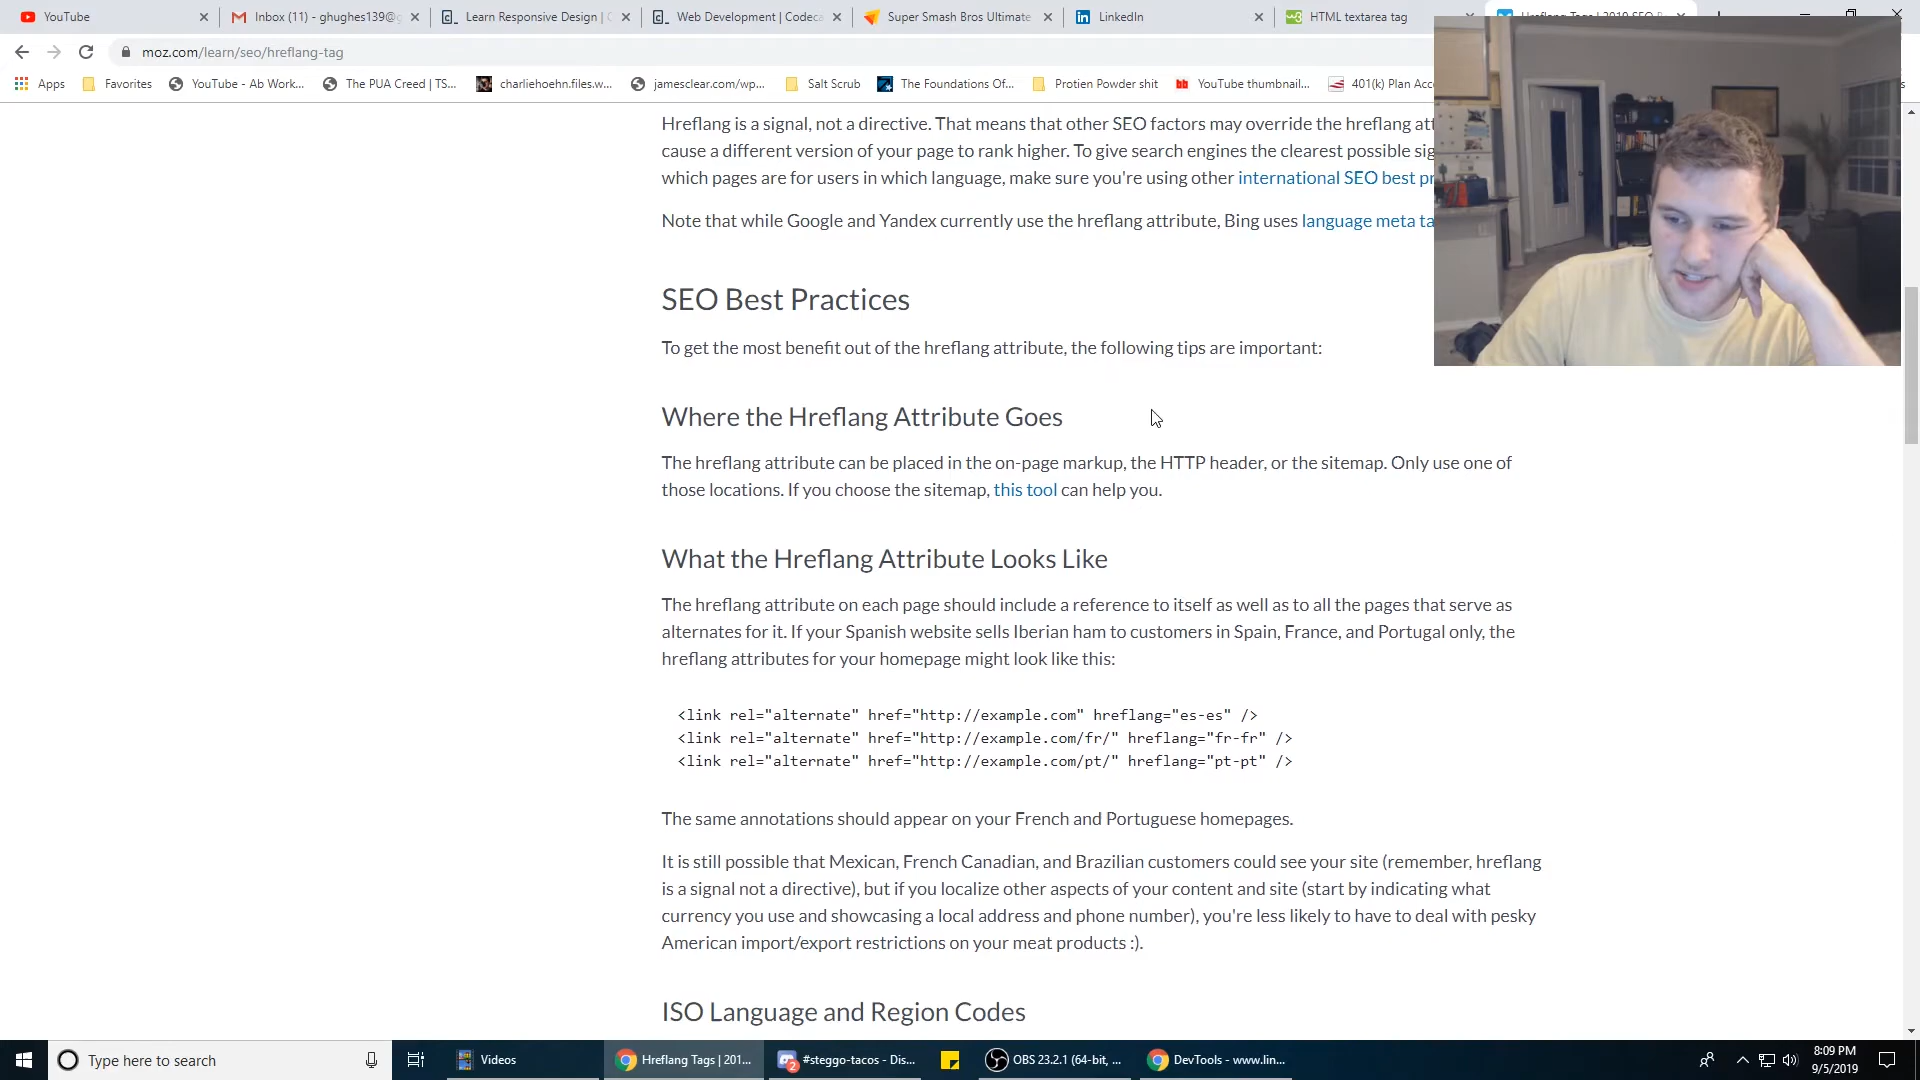 YouTube
Inbox (11) - ghughes139@g
Learn Responsive Design | C
Web Development | Codeca
Super Smash Bros Ultimate
LinkedIn
HTML textarea tag
Hreflang Tags | 2019 SEO B
moz.com/learn/seo/hreflang-tag
Apps
Favorites
YouTube - Ab Work...
The PUA Creed | TS...
charliehoehn.files.w...
jamesclear.com/wp...
Salt Scrub
The Foundations Of...
Protien Powder shit
YouTube thumbnail...
401(k) Plan Acc
Hreflang is a signal, not a directive. That means that other SEO factors may override the hreflang att
cause a different version of your page to rank higher. To give search engines the clearest possible sig
which pages are for users in which language, make sure you're using other international SEO best pr
Note that while Google and Yandex currently use the hreflang attribute, Bing uses language meta ta
SEO Best Practices
To get the most benefit out of the hreflang attribute, the following tips are important:
Where the Hreflang Attribute Goes
The hreflang attribute can be placed in the on-page markup, the HTTP header, or the sitemap. Only use one of
those locations. If you choose the sitemap, this tool can help you.
What the Hreflang Attribute Looks Like
The hreflang attribute on each page should include a reference to itself as well as to all the pages that serve as
alternates for it. If your Spanish website sells Iberian ham to customers in Spain, France, and Portugal only, the
hreflang attributes for your homepage might look like this:
<link rel="alternate" href="http://example.com" hreflang="es-es" />
<link rel="alternate" href="http://example.com/fr/" hreflang="fr-fr" />
<link rel="alternate" href="http://example.com/pt/" hreflang="pt-pt" />
The same annotations should appear on your French and Portuguese homepages.
It is still possible that Mexican, French Canadian, and Brazilian customers could see your site (remember, hreflang
is a signal not a directive), but if you localize other aspects of your content and site (start by indicating what
currency you use and showcasing a local address and phone number), you're less likely to have to deal with pesky
American import/export restrictions on your meat products :).
ISO Language and Region Codes
Type here to search
Videos
Hreflang Tags | 201...
2
#steggo-tacos - Dis...
OBS 23.2.1 (64-bit, ...
DevTools - www.lin...
8:09 PM
9/5/2019